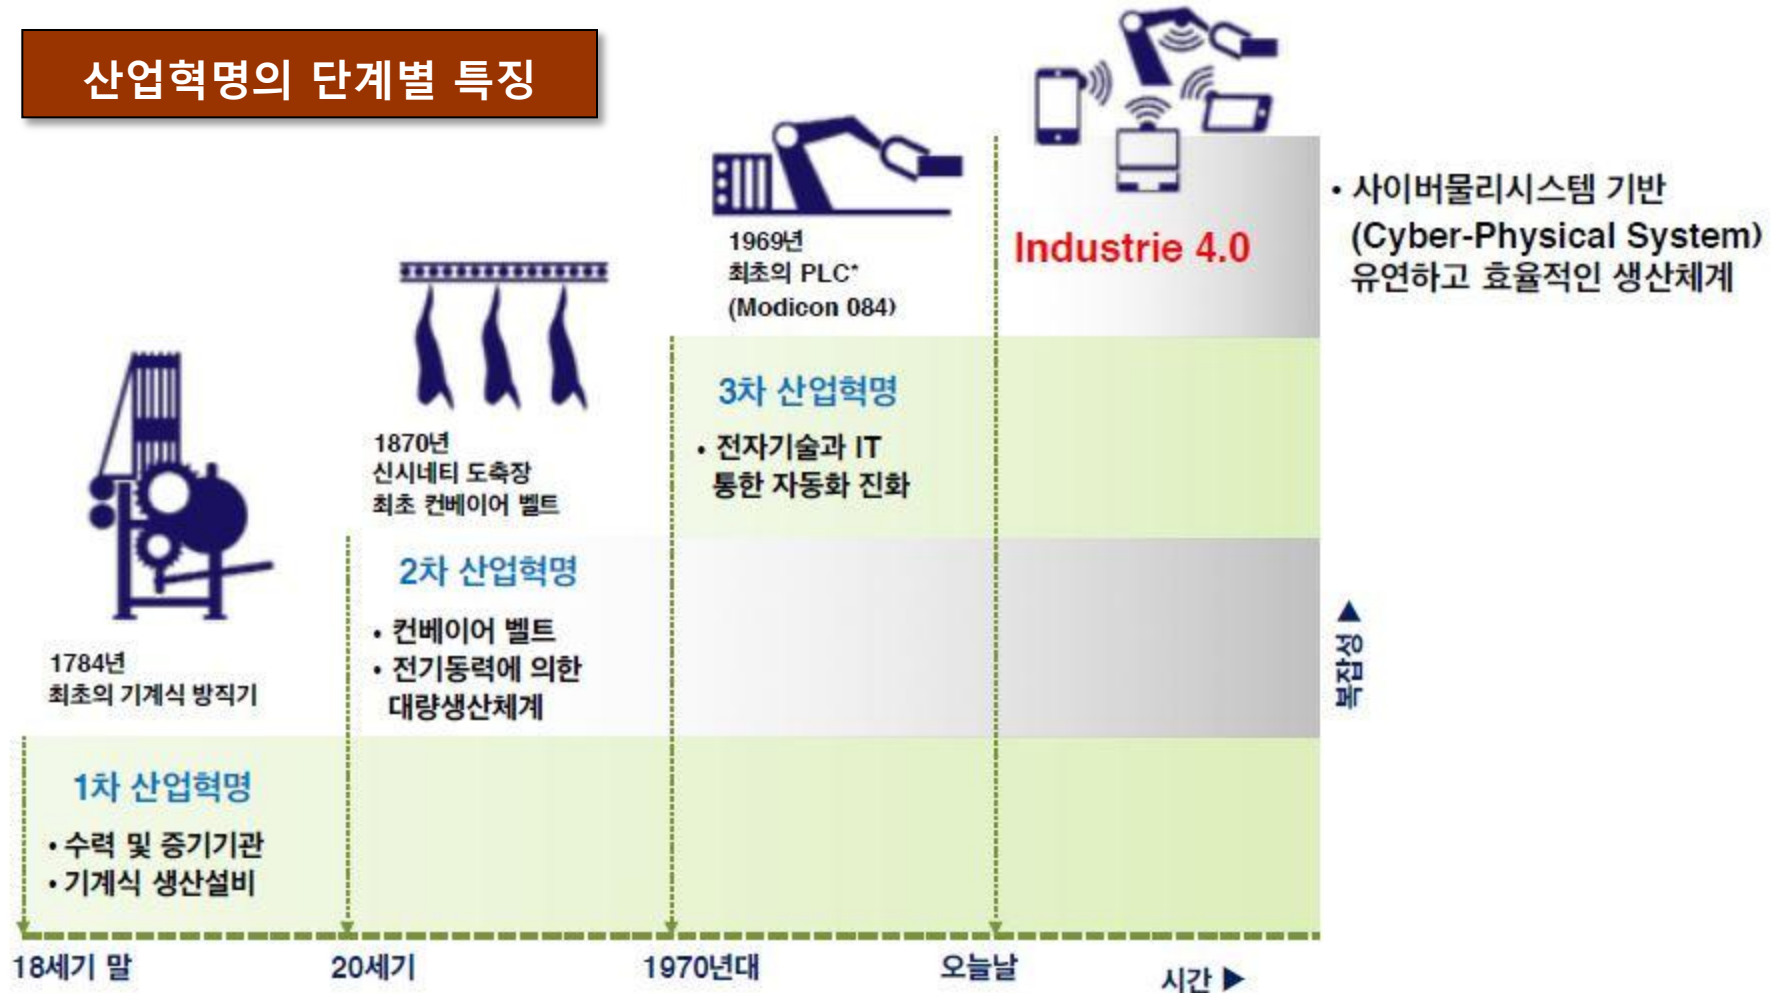 산업혁명의 단계별 특징
Industrie 4.0
• 사이버물리시스템 기반
(Cyber-Physical System)
유연하고 효율적인 생산체계
1969년
최초의 PLC*
(Modicon 084)
3차 산업혁명
• 전자기술과 IT
통한 자동화 진화
1870년
신시네티 도축장
최초 컨베이어 벨트
2차 산업혁명
• 컨베이어 벨트
• 전기동력에 의한
대량생산체계
1784년
최초의 기계식 방직기
1차 산업혁명
• 수력 및 증기기관
• 기계식 생산설비
복잡성 ▶
18세기 말
20세기
1970년대
오늘날
시간 ▶